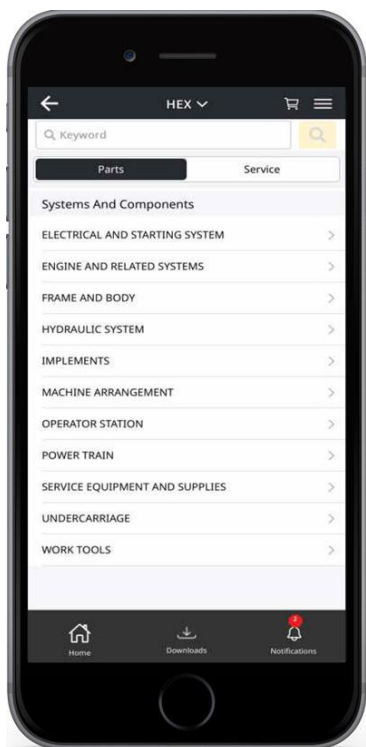 HEX
Keyword
Parts Service
Systems And Components
ELECTRICAL AND STARTING SYSTEM
ENGINE AND RELATED SYSTEMS
FRAME AND BODY
HYDRAULIC SYSTEM
IMPLEMENTS
MACHINE ARRANGEMENT
OPERATOR STATION
POWER TRAIN
SERVICE EQUIPMENT AND SUPPLIES
UNDERCARRIAGE
WORK TOOLS
Home Downloads Notifications